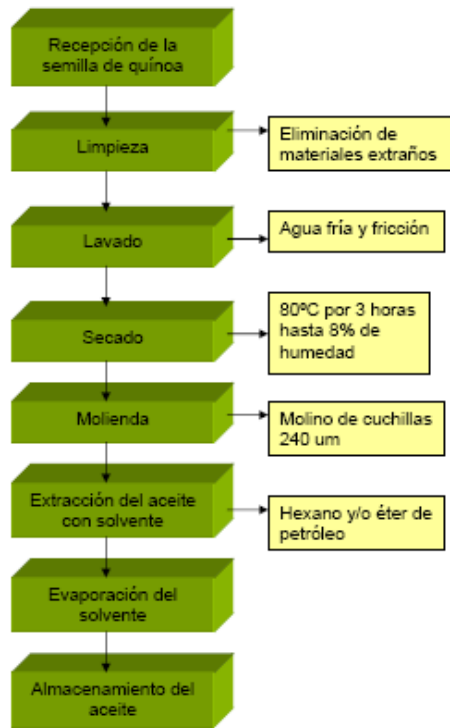 Recepción de la
semilla de quínoa
Limpieza
Eliminación de
materiales extraños
Lavado
Agua fría y fricción
Secado
80ºC por 3 horas
hasta 8% de
humedad
Molienda
Molino de cuchillas
240 um
Extracción del aceite
con solvente
Hexano y/o éter de
petróleo
Evaporación del
solvente
Almacenamiento del
aceite